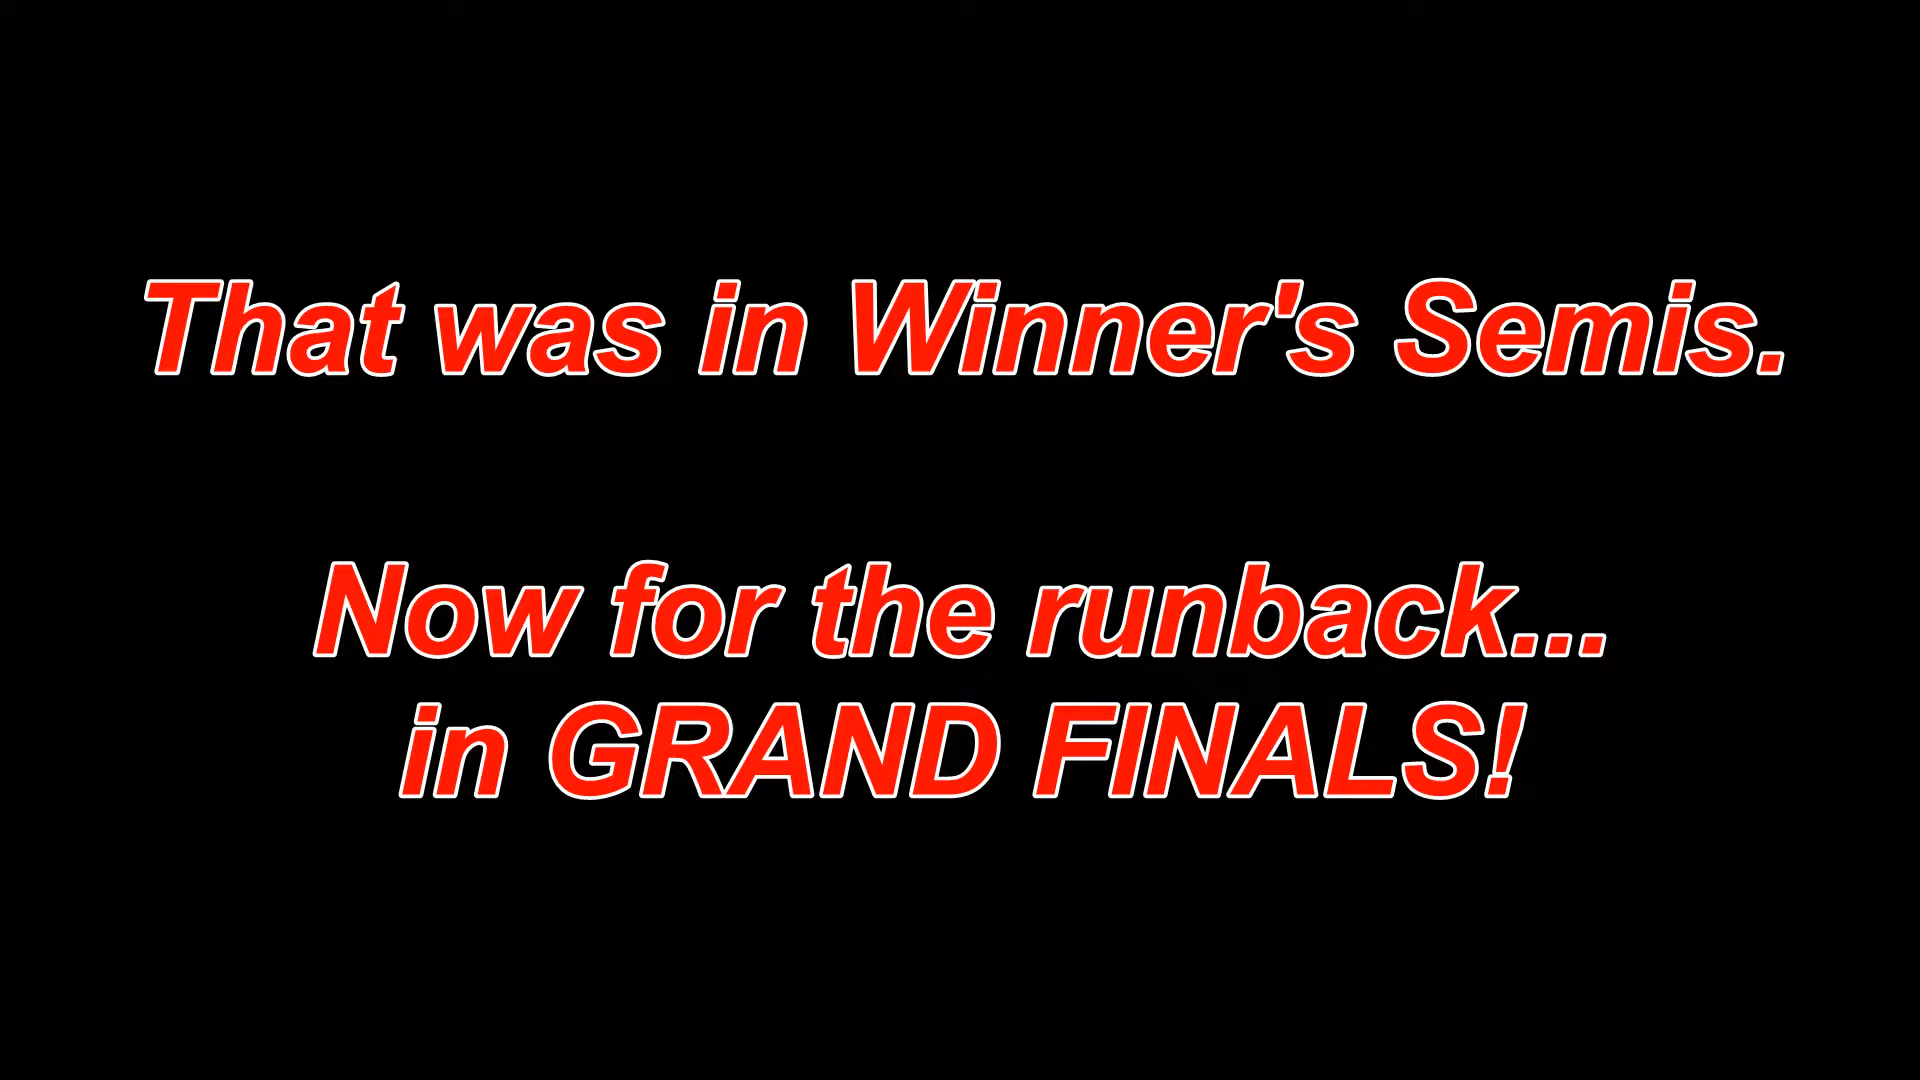 That was in Winner's Semis.
Now for the runback...
in GRAND FINALS!